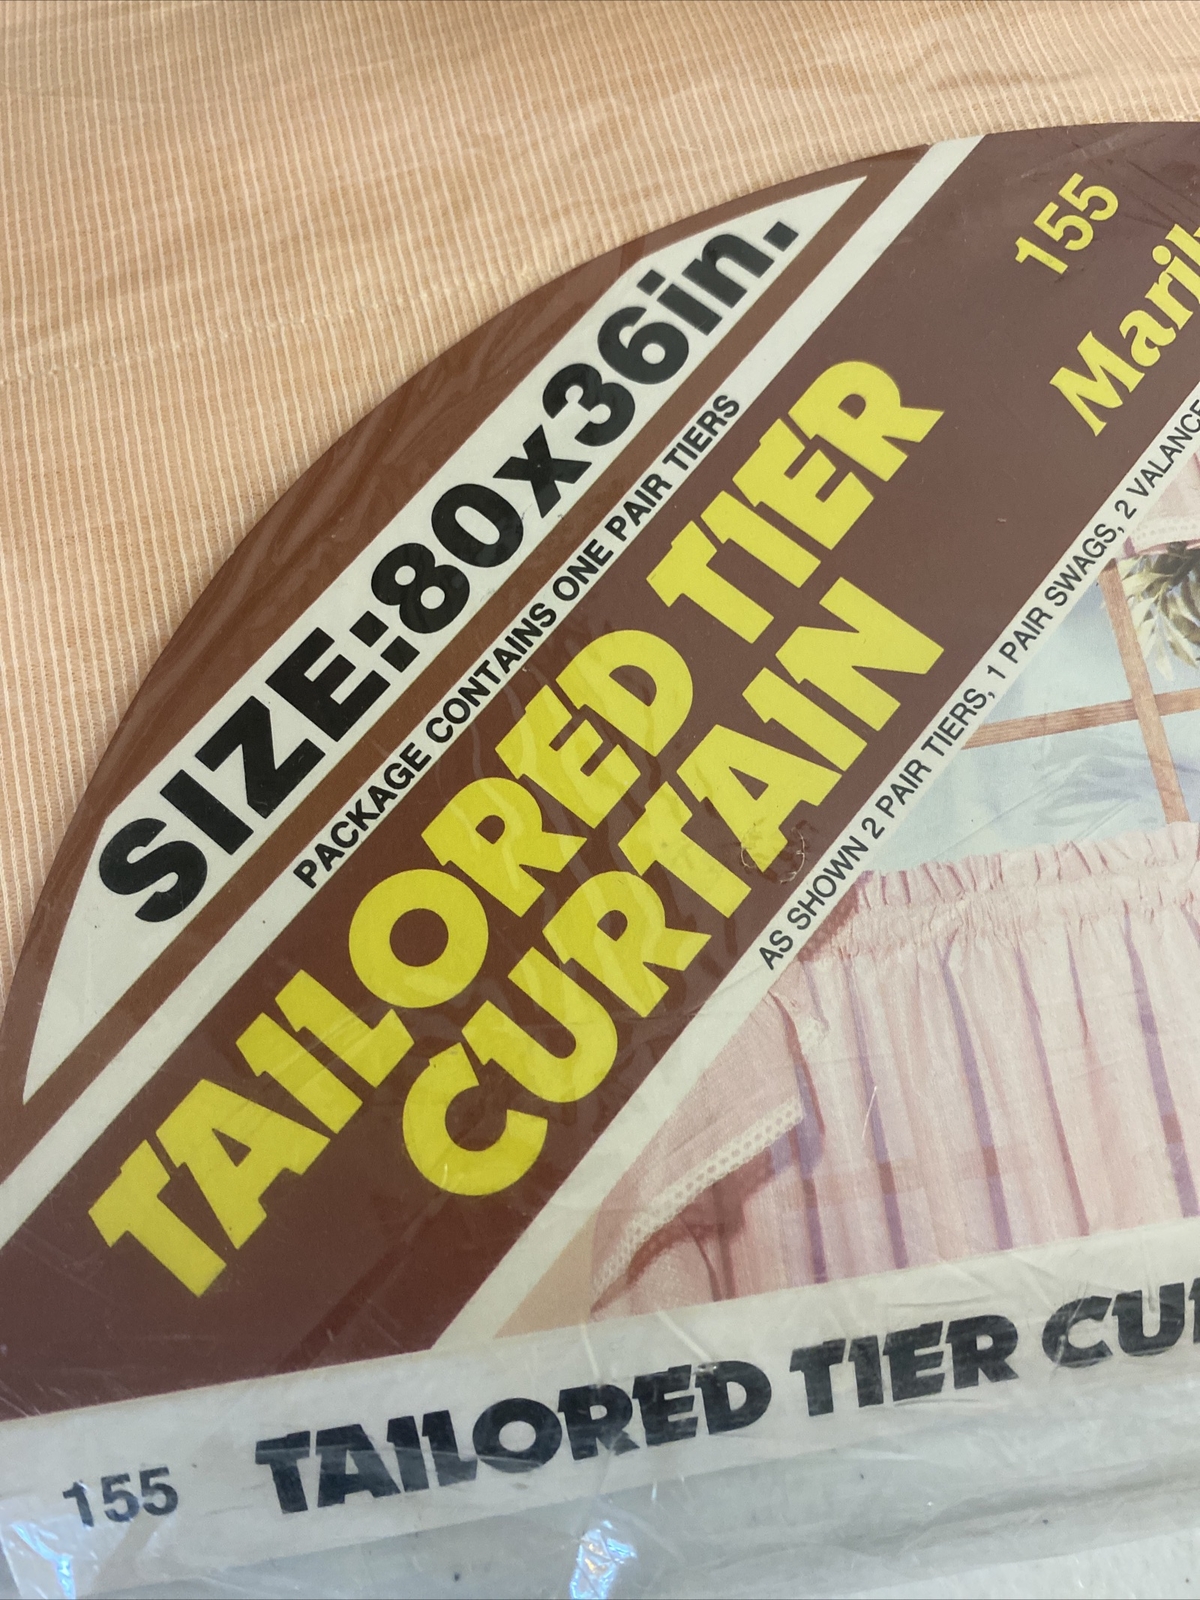 SIZE:80x36in.
PACKAGE CONTAINS ONE PAIR TIERS
TAILORED TIER
CURTAIN
155
AS SHOWN 2 PAIR TIERS, 1 PAIR SWAGS, 2 VALANCE
155 TAILORED TIER